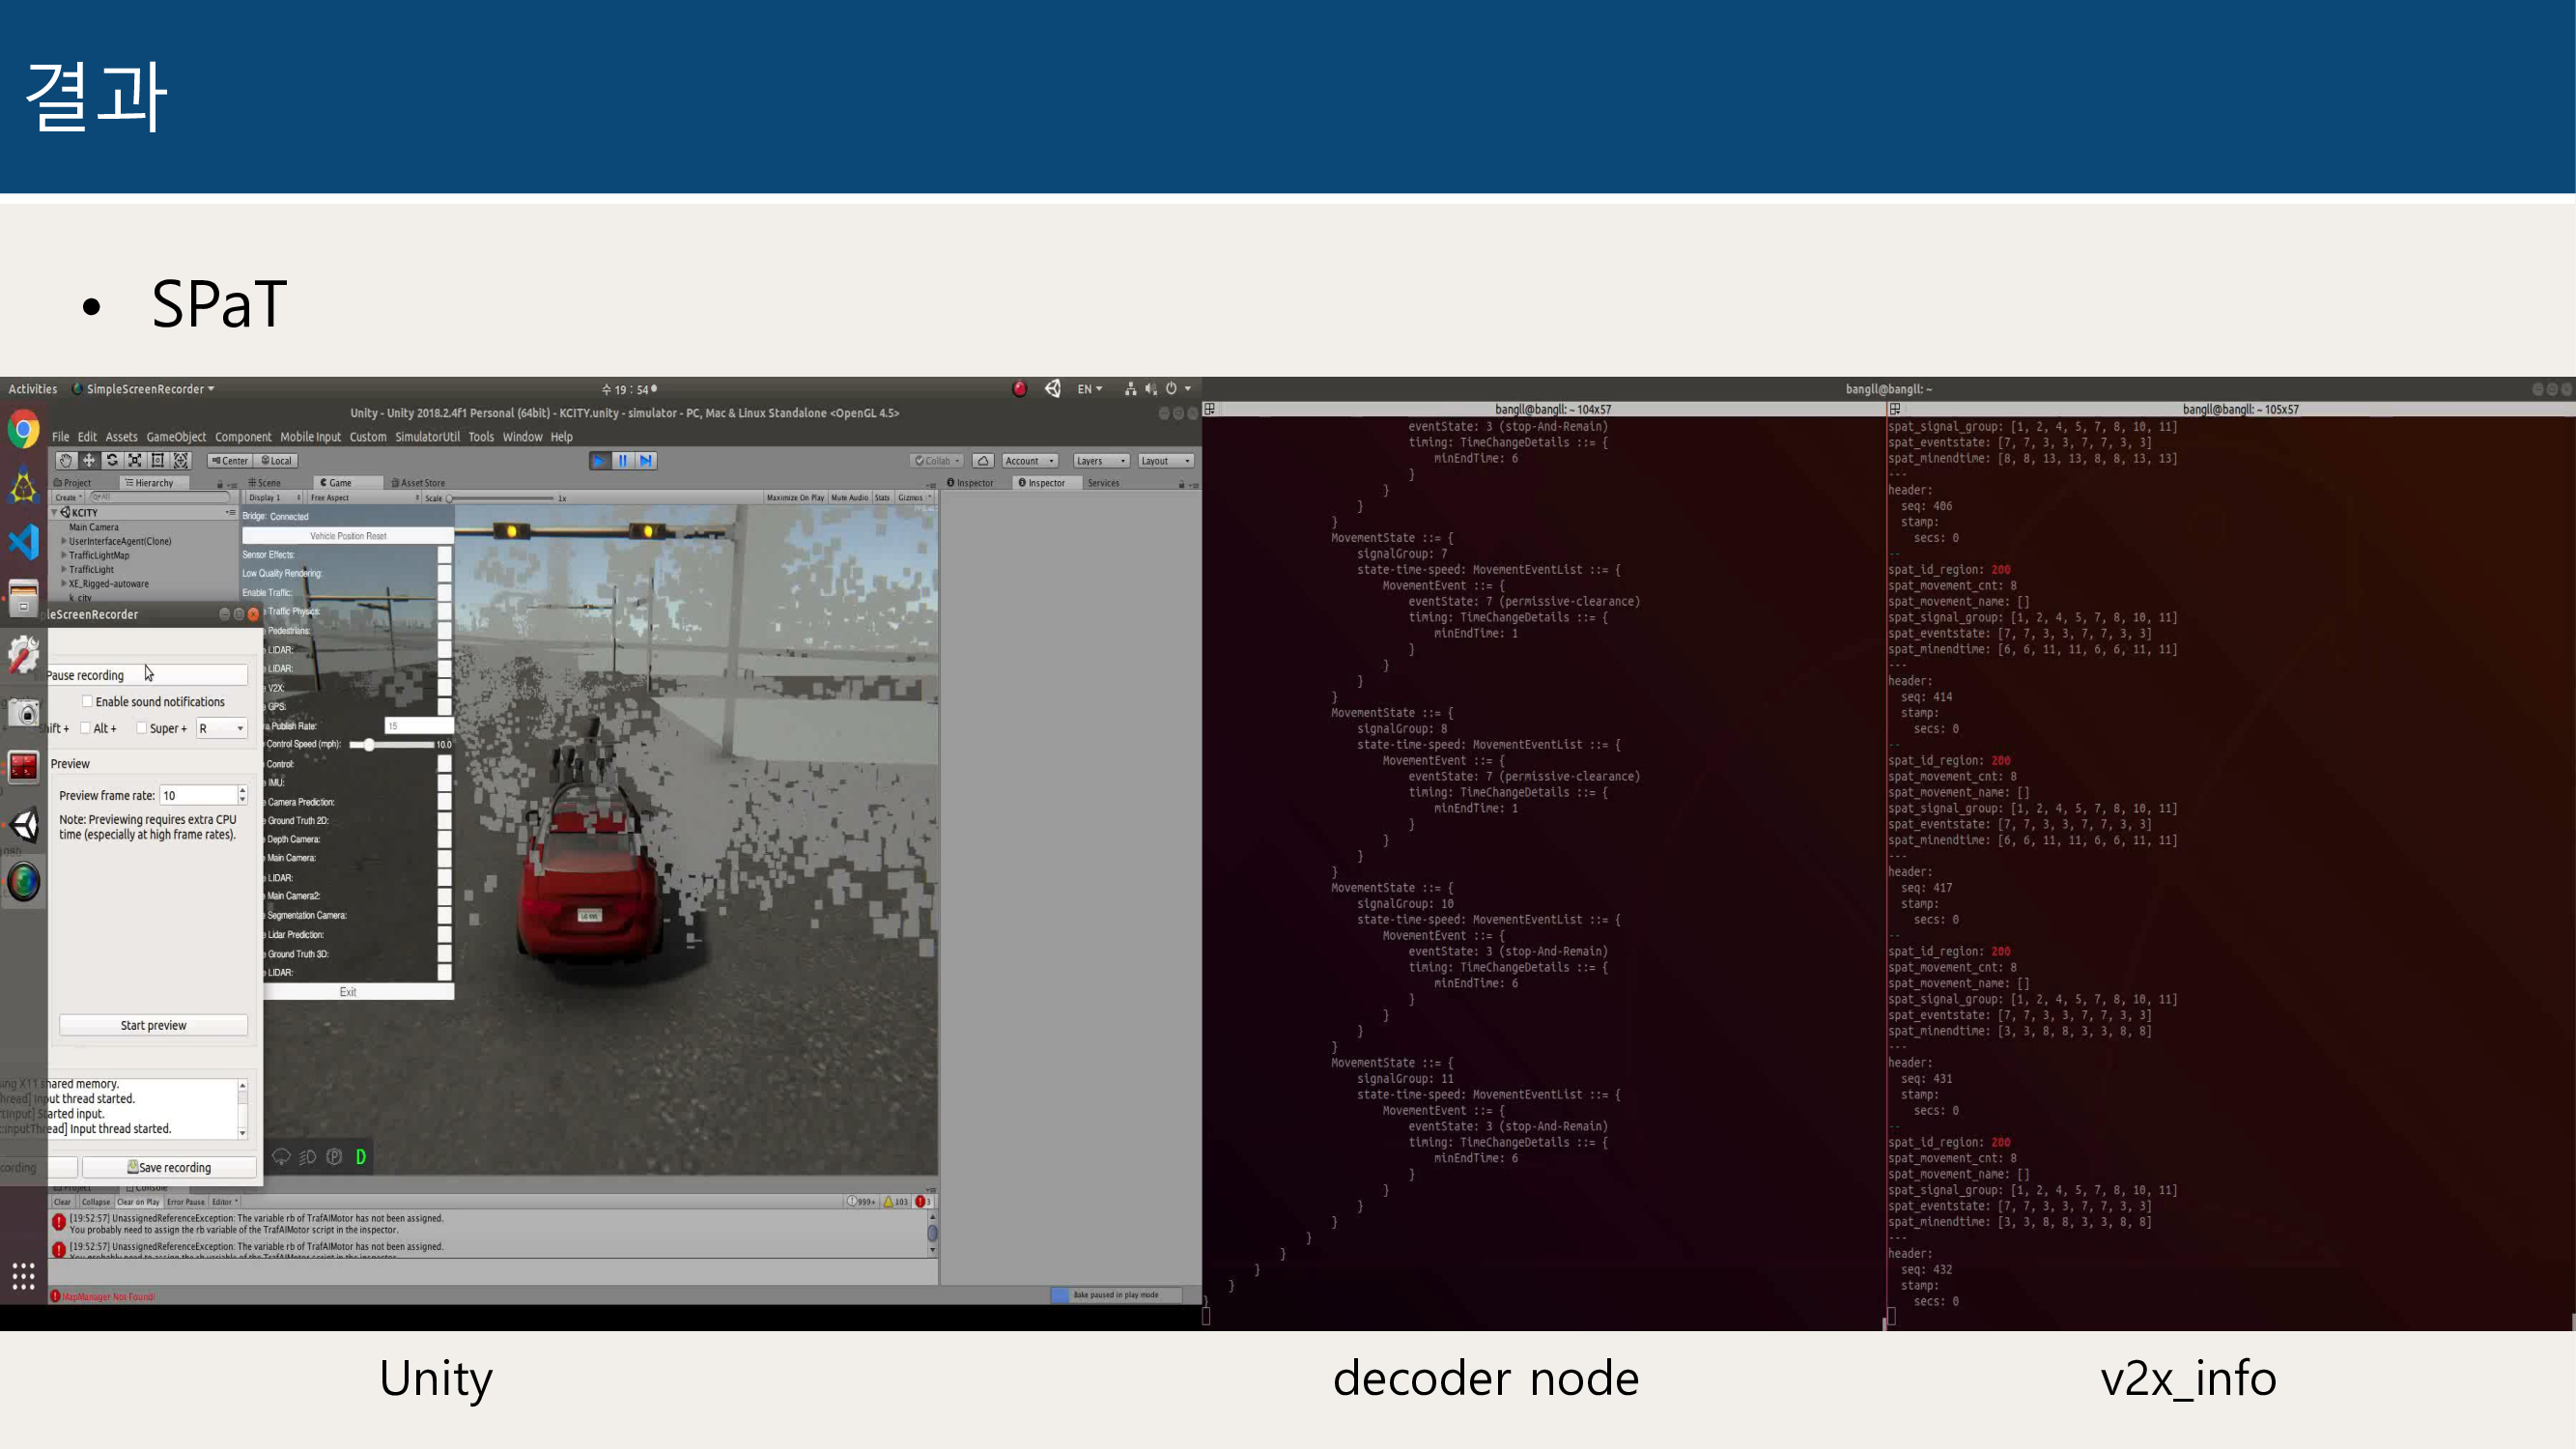 결과
• SPaT
Activities SimpleScreenRecorder
수 19 : 54
EN
Unity - Unity 2018.2.4f1 Personal (64bit) - KCITY.unity - simulator - PC, Mac & Linux Standalone <OpenGL 4.5>
File Edit Assets GameObject Component Mobile Input Custom SimulatorUtil Tools Window Help
Center Local
Collab Account Layers Layout
Project Hierarchy
Scene Game Asset Store
Inspector Inspector Services
Create
Display 1 Free Aspect Scale 1x Maximize On Play Mute Audio Stats Gizmos
KCITY
Main Camera
UserInterfaceAgent(Clone)
TrafficLightMap
TrafficLight
XE_Rigged-autoware
k_city
Bridge: Connected
Vehicle Position Reset
Sensor Effects:
Low Quality Rendering:
Enable Traffic:
Traffic Physics:
Pedestrians:
LIDAR:
LIDAR:
V2X:
GPS:
a Publish Rate: 15
Control Speed (mph): 10.0
Control:
IMU:
Camera Prediction:
Ground Truth 2D:
Depth Camera:
Main Camera:
LIDAR:
Main Camera2:
Segmentation Camera:
Lidar Prediction:
Ground Truth 3D:
LIDAR:
Exit
leScreenRecorder
Pause recording
Enable sound notifications
hift + Alt + Super + R
Preview
Preview frame rate: 10
Note: Previewing requires extra CPU
time (especially at high frame rates).
Start preview
ing X11 shared memory.
hread] Input thread started.
Started input.
::InputThread] Input thread started.
cording Save recording
D
Project Console
Clear Collapse Clear on Play Error Pause Editor 999+ 103 3
[19:52:57] UnassignedReferenceException: The variable rb of TrafAIMotor has not been assigned.
You probably need to assign the rb variable of the TrafAIMotor script in the inspector.
[19:52:57] UnassignedReferenceException: The variable rb of TrafAIMotor has not been assigned.
MapManager Not Found!
Bake paused in play mode
bangll@bangll: ~
bangll@bangll: ~ 104x57
eventState: 3 (stop-And-Remain)
timing: TimeChangeDetails ::= {
minEndTime: 6
}
}
}
}
MovementState ::= {
signalGroup: 7
state-time-speed: MovementEventList ::= {
MovementEvent ::= {
eventState: 7 (permissive-clearance)
timing: TimeChangeDetails ::= {
minEndTime: 1
}
}
}
}
MovementState ::= {
signalGroup: 8
state-time-speed: MovementEventList ::= {
MovementEvent ::= {
eventState: 7 (permissive-clearance)
timing: TimeChangeDetails ::= {
minEndTime: 1
}
}
}
}
MovementState ::= {
signalGroup: 10
state-time-speed: MovementEventList ::= {
MovementEvent ::= {
eventState: 3 (stop-And-Remain)
timing: TimeChangeDetails ::= {
minEndTime: 6
}
}
}
}
MovementState ::= {
signalGroup: 11
state-time-speed: MovementEventList ::= {
MovementEvent ::= {
eventState: 3 (stop-And-Remain)
timing: TimeChangeDetails ::= {
minEndTime: 6
}
}
}
}
}
}
}
}
}
bangll@bangll: ~ 105x57
spat_signal_group: [1, 2, 4, 5, 7, 8, 10, 11]
spat_eventstate: [7, 7, 3, 3, 7, 7, 3, 3]
spat_minendtime: [8, 8, 13, 13, 8, 8, 13, 13]
---
header:
seq: 406
stamp:
secs: 0
--
spat_id_region: 200
spat_movement_cnt: 8
spat_movement_name: []
spat_signal_group: [1, 2, 4, 5, 7, 8, 10, 11]
spat_eventstate: [7, 7, 3, 3, 7, 7, 3, 3]
spat_minendtime: [6, 6, 11, 11, 6, 6, 11, 11]
---
header:
seq: 414
stamp:
secs: 0
--
spat_id_region: 200
spat_movement_cnt: 8
spat_movement_name: []
spat_signal_group: [1, 2, 4, 5, 7, 8, 10, 11]
spat_eventstate: [7, 7, 3, 3, 7, 7, 3, 3]
spat_minendtime: [6, 6, 11, 11, 6, 6, 11, 11]
---
header:
seq: 417
stamp:
secs: 0
--
spat_id_region: 200
spat_movement_cnt: 8
spat_movement_name: []
spat_signal_group: [1, 2, 4, 5, 7, 8, 10, 11]
spat_eventstate: [7, 7, 3, 3, 7, 7, 3, 3]
spat_minendtime: [3, 3, 8, 8, 3, 3, 8, 8]
---
header:
seq: 431
stamp:
secs: 0
--
spat_id_region: 200
spat_movement_cnt: 8
spat_movement_name: []
spat_signal_group: [1, 2, 4, 5, 7, 8, 10, 11]
spat_eventstate: [7, 7, 3, 3, 7, 7, 3, 3]
spat_minendtime: [3, 3, 8, 8, 3, 3, 8, 8]
---
header:
seq: 432
stamp:
secs: 0
Unity
decoder node
v2x_info